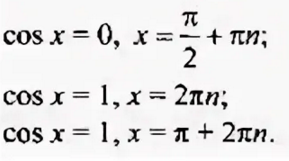 cos x = 0, x = π/2 + πn;
cos x = 1, x = 2πn;
cos x = 1, x = π + 2πn.